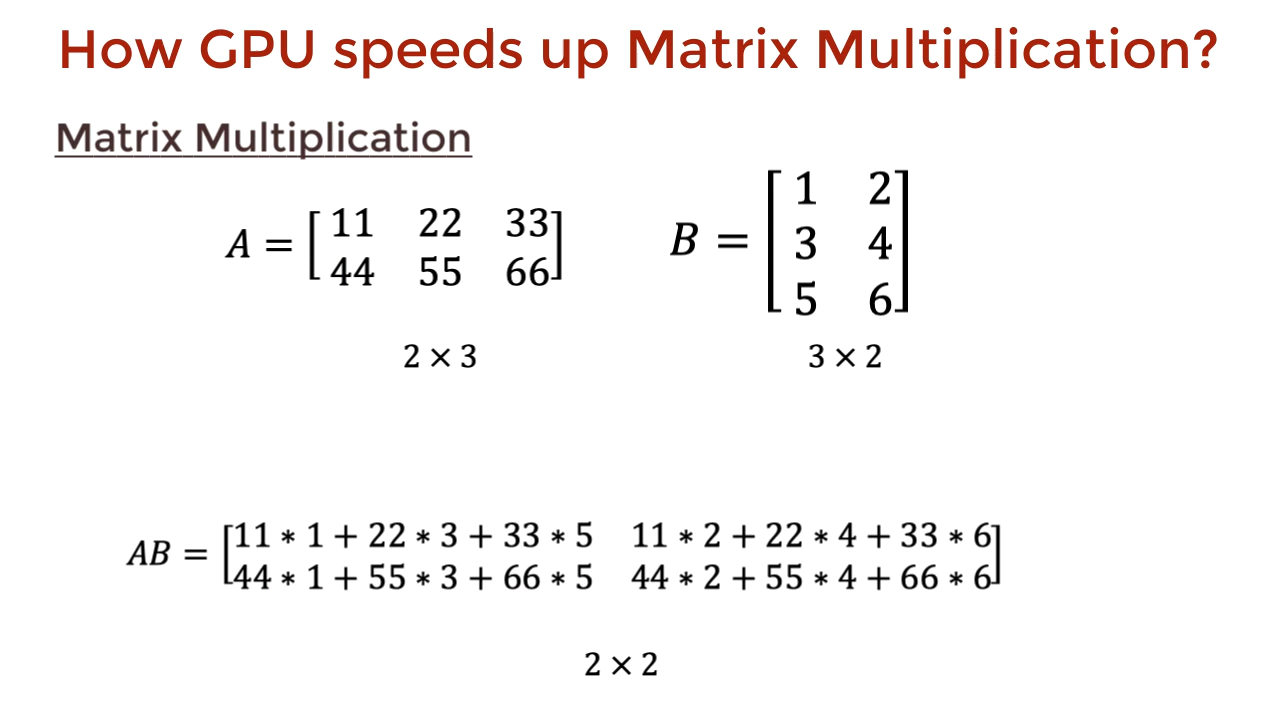 How GPU speeds up Matrix Multiplication?
Matrix Multiplication
A = [11 22 33
44 55 66]
B = [1 2
3 4
5 6]
2 × 3
3 × 2
AB = [11 * 1 + 22 * 3 + 33 * 5 11 * 2 + 22 * 4 + 33 * 6
44 * 1 + 55 * 3 + 66 * 5 44 * 2 + 55 * 4 + 66 * 6]
2 × 2